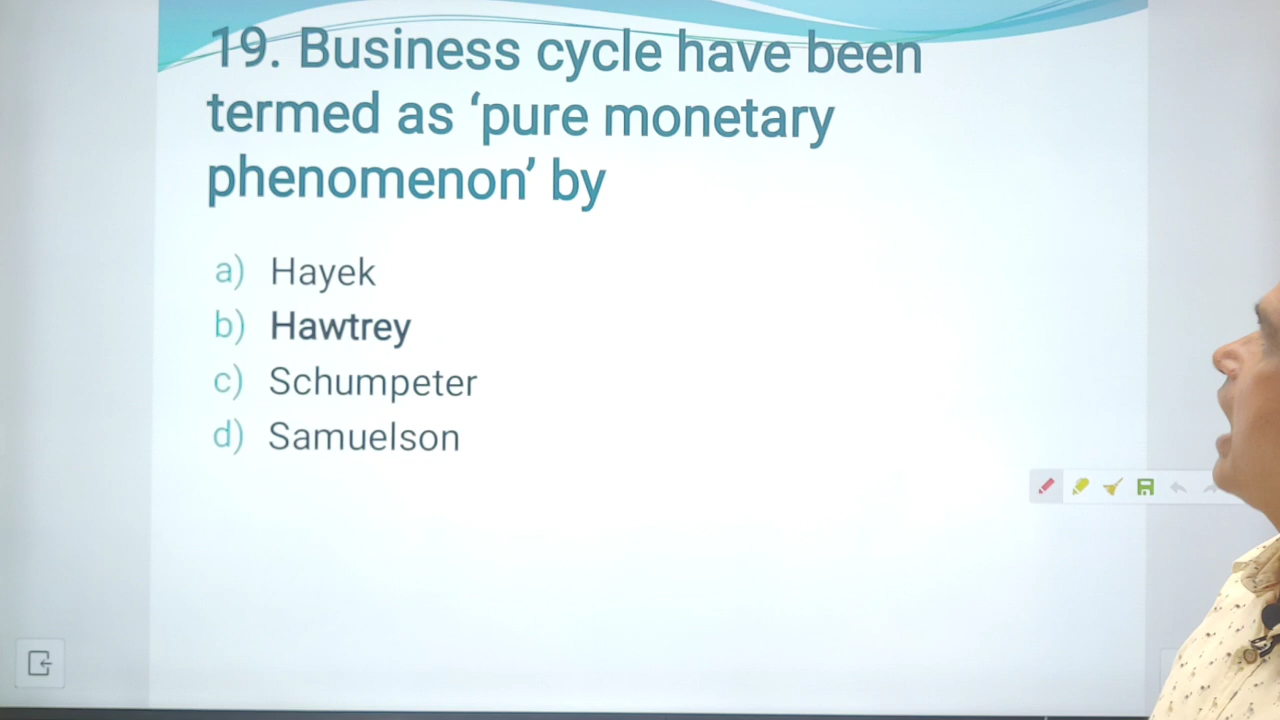 19. Business cycle have been
termed as ‘pure monetary
phenomenon’ by
a) Hayek
b) Hawtrey
c) Schumpeter
d) Samuelson